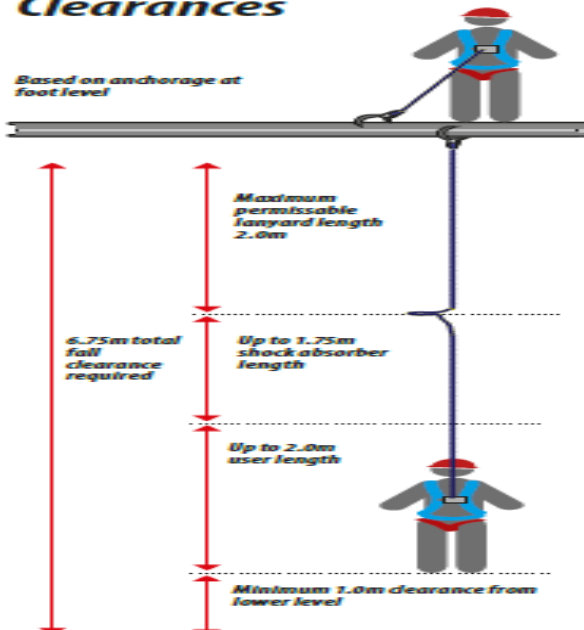 Clearances
Based on anchorage at
foot level
Maximum
permissable
lanyard length
2.0m
6.75m total
fall
clearance
required
Up to 1.75m
shock absorber
length
Up to 2.0m
user length
Minimum 1.0m clearance from
lower level